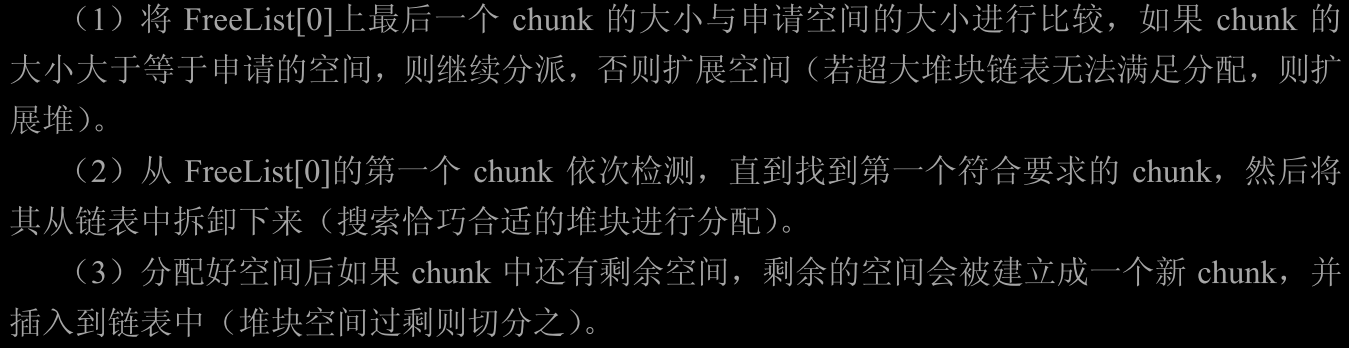 （1）将 FreeList[0]上最后一个 chunk 的大小与申请空间的大小进行比较，如果 chunk 的
大小大于等于申请的空间，则继续分派，否则扩展空间（若超大堆块链表无法满足分配，则扩
展堆）。
（2）从 FreeList[0]的第一个 chunk 依次检测，直到找到第一个符合要求的 chunk，然后将
其从链表中拆卸下来（搜索恰巧合适的堆块进行分配）。
（3）分配好空间后如果 chunk 中还有剩余空间，剩余的空间会被建立成一个新 chunk，并
插入到链表中（堆块空间过剩则切分之）。